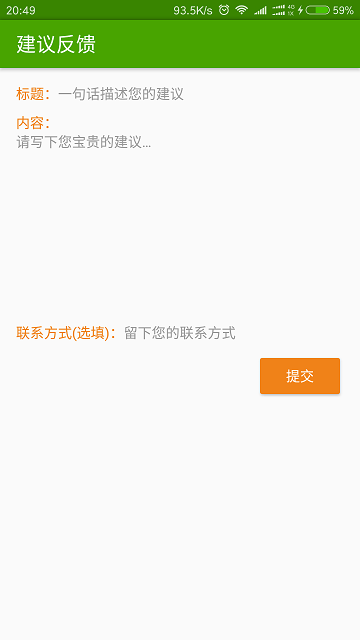 20:49 93.5K/s 4G 1X 59%
建议反馈
标题：一句话描述您的建议
内容：
请写下您宝贵的建议...
联系方式(选填)：留下您的联系方式
提交